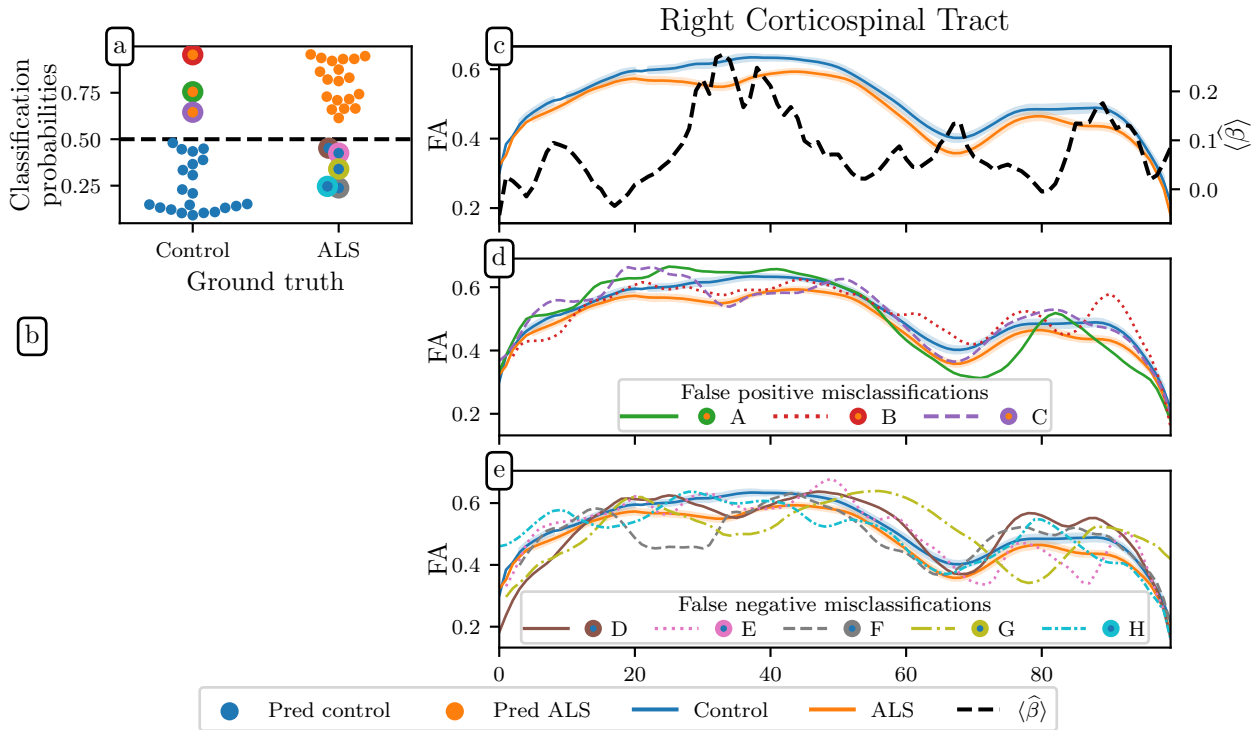 Right Corticospinal Tract
a
Classification
probabilities
0.75
0.50
0.25
Control
ALS
Ground truth
b
c
FA
0.6
0.4
0.2
0.2
0.1
0.0
⟨β̂⟩
d
FA
0.6
0.4
0.2
False positive misclassifications
A
B
C
e
FA
0.6
0.4
0.2
False negative misclassifications
D
E
F
G
H
0
20
40
60
80
Pred control
Pred ALS
Control
ALS
⟨β̂⟩